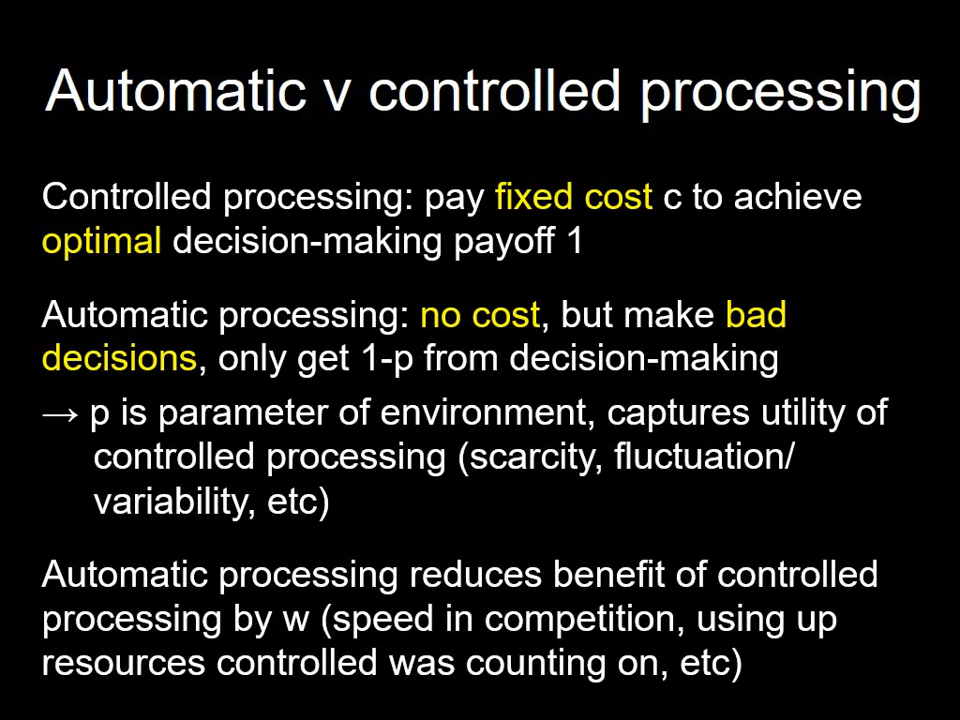 Automatic v controlled processing
Controlled processing: pay fixed cost c to achieve
optimal decision-making payoff 1
Automatic processing: no cost, but make bad
decisions, only get 1-p from decision-making
→ p is parameter of environment, captures utility of
controlled processing (scarcity, fluctuation/
variability, etc)
Automatic processing reduces benefit of controlled
processing by w (speed in competition, using up
resources controlled was counting on, etc)